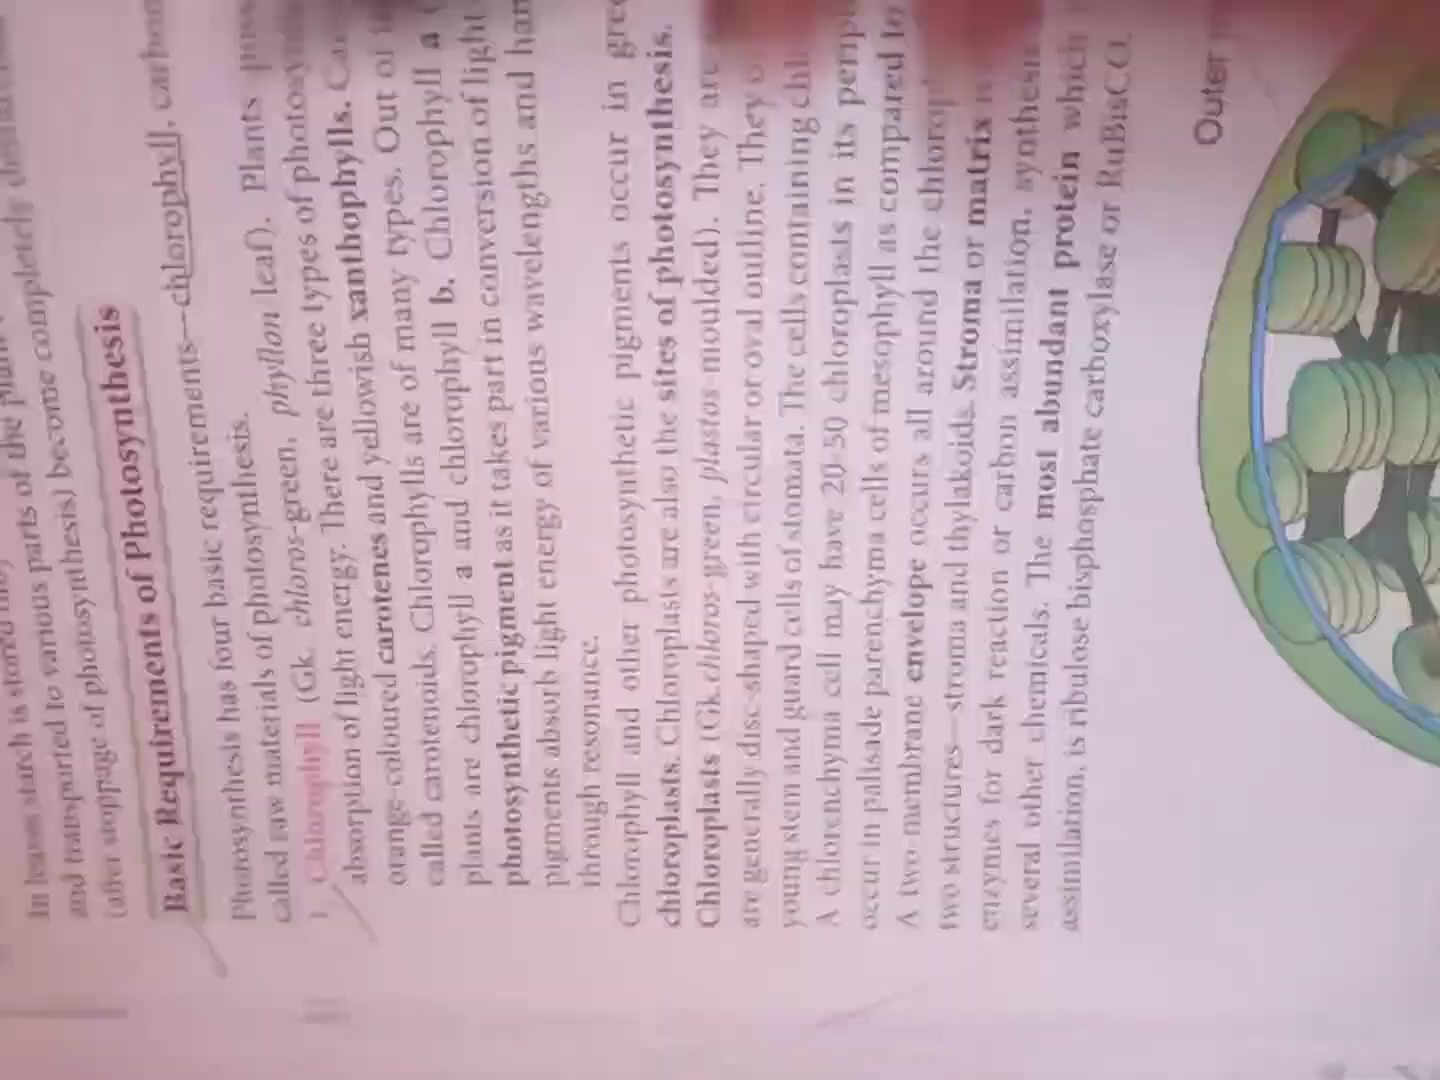 In leaves starch is stored
and transported to various parts of the plant
(after stoppage of photosynthesis) become completely
Basic Requirements of Photosynthesis
Photosynthesis has four basic requirements—chlorophyll, carbon
called raw materials of photosynthesis.
1. Chlorophyll (Gk. chloros-green, phyllon leaf). Plants
absorption of light energy. There are three types of
orange-coloured carotenes and yellowish xanthophylls.
called carotenoids. Chlorophylls are of many types. Out of
plants are chlorophyll a and chlorophyll b. Chlorophyll a
photosynthetic pigment as it takes part in conversion of light
pigments absorb light energy of various wavelengths and
through resonance.
Chlorophyll and other photosynthetic pigments occur in
chloroplasts. Chloroplasts are also the sites of photosynthesis.
Chloroplasts (Gk. chloros-green, plastos-moulded). They are
are generally disc-shaped with circular or oval outline. They
young stem and guard cells of stomata. The cells containing
A chlorenchyma cell may have 20-50 chloroplasts in its
occur in palisade parenchyma cells of mesophyll as compared to
A two-membrane envelope occurs all around the
two structures—stroma and thylakoids. Stroma or matrix
enzymes for dark reaction or carbon assimilation,
several other chemicals. The most abundant protein which
assimilation, is ribulose bisphosphate carboxylase or RuBisCO.
Outer